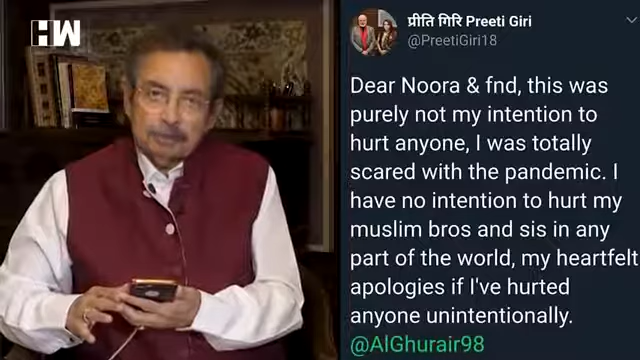 HW
प्रीति गिरि Preeti Giri
@PreetiGiri18
Dear Noora & fnd, this was
purely not my intention to
hurt anyone, I was totally
scared with the pandemic. I
have no intention to hurt my
muslim bros and sis in any
part of the world, my heartfelt
apologies if I've hurted
anyone unintentionally.
@AlGhurair98